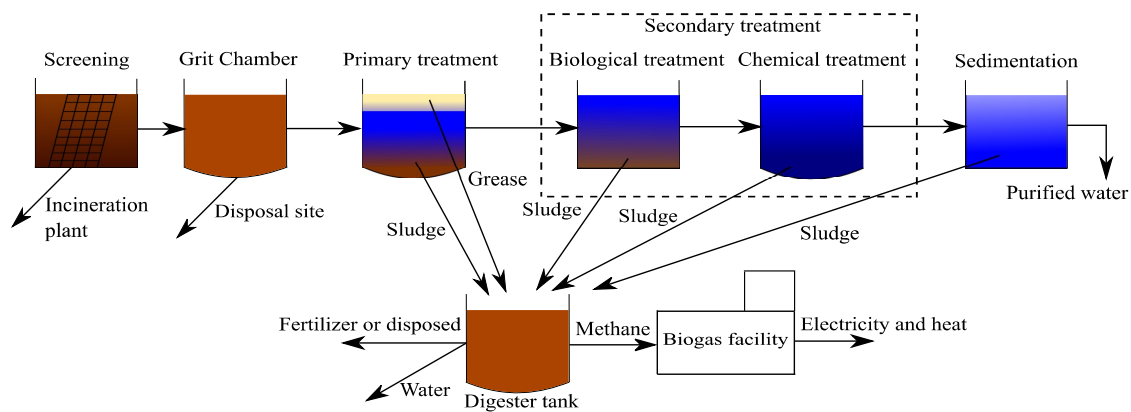 Secondary treatment
Screening
Grit Chamber
Primary treatment
Biological treatment
Chemical treatment
Sedimentation
Incineration
plant
Disposal site
Grease
Sludge
Sludge
Sludge
Sludge
Purified water
Fertilizer or disposed
Water
Digester tank
Methane
Biogas facility
Electricity and heat